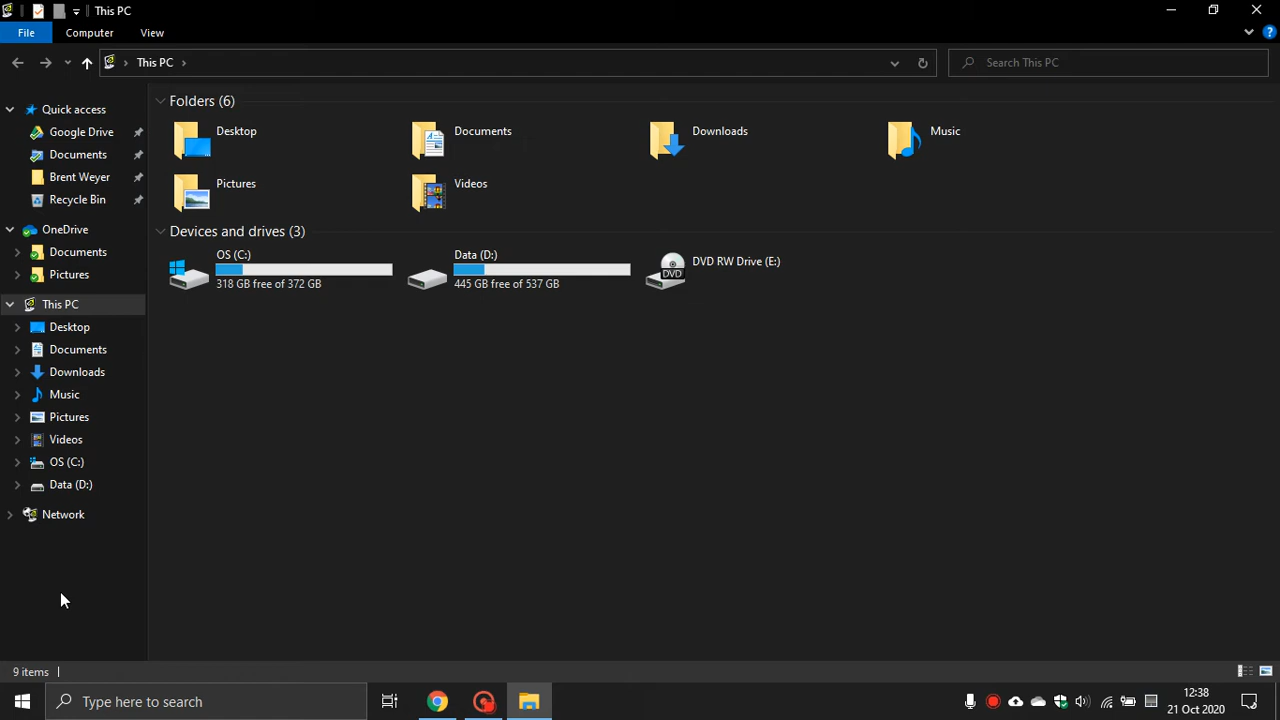 This PC
File Computer View
This PC Search This PC
Quick access
Google Drive
Documents
Brent Weyer
Recycle Bin
OneDrive
Documents
Pictures
This PC
Desktop
Documents
Downloads
Music
Pictures
Videos
OS (C:)
Data (D:)
Network
Folders (6)
Desktop Documents Downloads Music
Pictures Videos
Devices and drives (3)
OS (C:) Data (D:) DVD RW Drive (E:)
318 GB free of 372 GB 445 GB free of 537 GB
DVD
9 items
Type here to search
12:38
21 Oct 2020